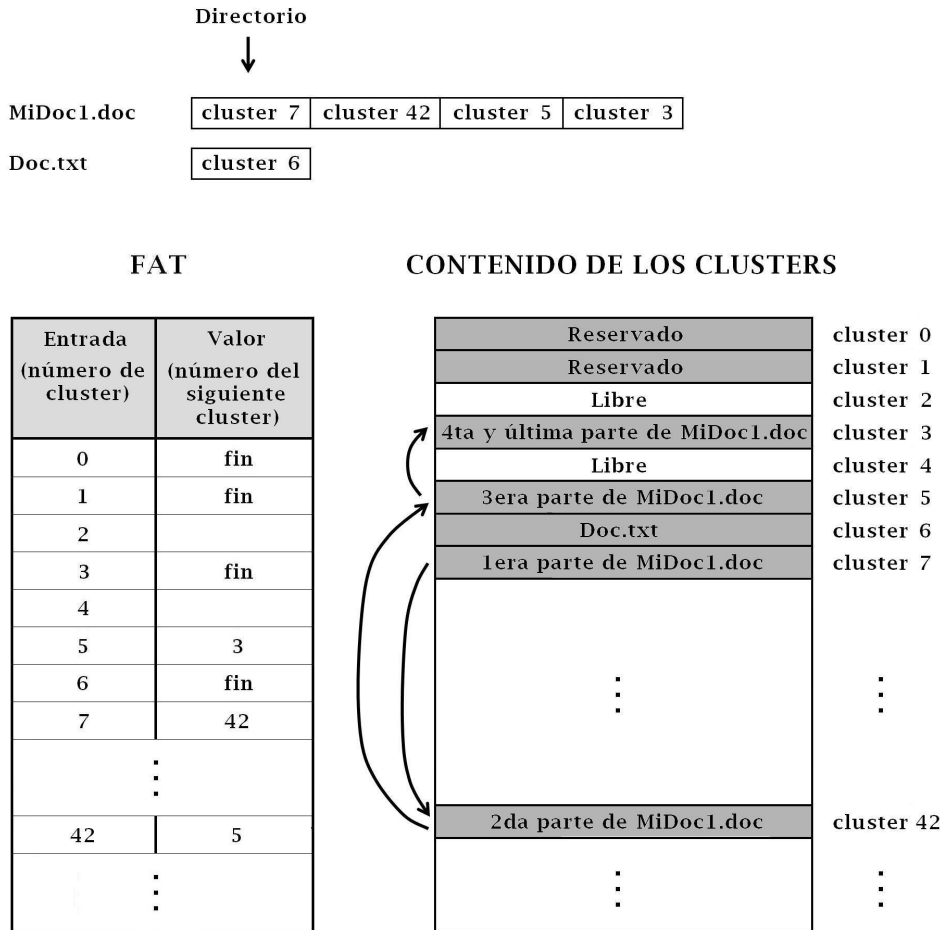 Directorio
MiDoc1.doc cluster 7 cluster 42 cluster 5 cluster 3
Doc.txt cluster 6
FAT
Entrada
(número de
cluster)
Valor
(número del
siguiente
cluster)
0 fin
1 fin
2
3 fin
4
5 3
6 fin
7 42
42 5
CONTENIDO DE LOS CLUSTERS
Reservado cluster 0
Reservado cluster 1
Libre cluster 2
4ta y última parte de MiDoc1.doc cluster 3
Libre cluster 4
3era parte de MiDoc1.doc cluster 5
Doc.txt cluster 6
1era parte de MiDoc1.doc cluster 7
2da parte de MiDoc1.doc cluster 42